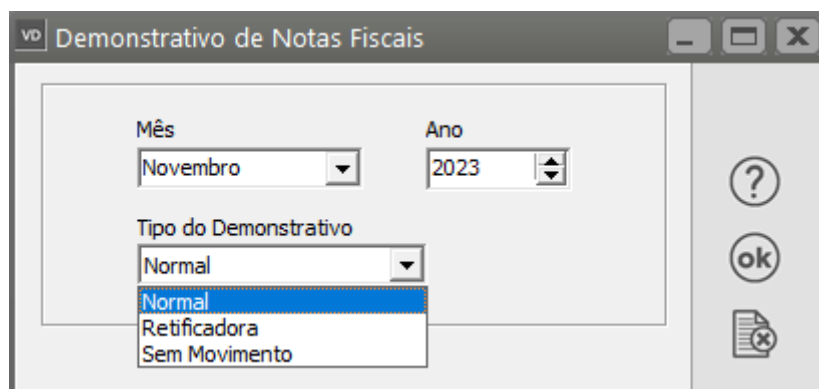 VD Demonstrativo de Notas Fiscais
Mês Ano
Novembro 2023
Tipo do Demonstrativo
Normal
Normal
Retificadora
Sem Movimento
?
ok